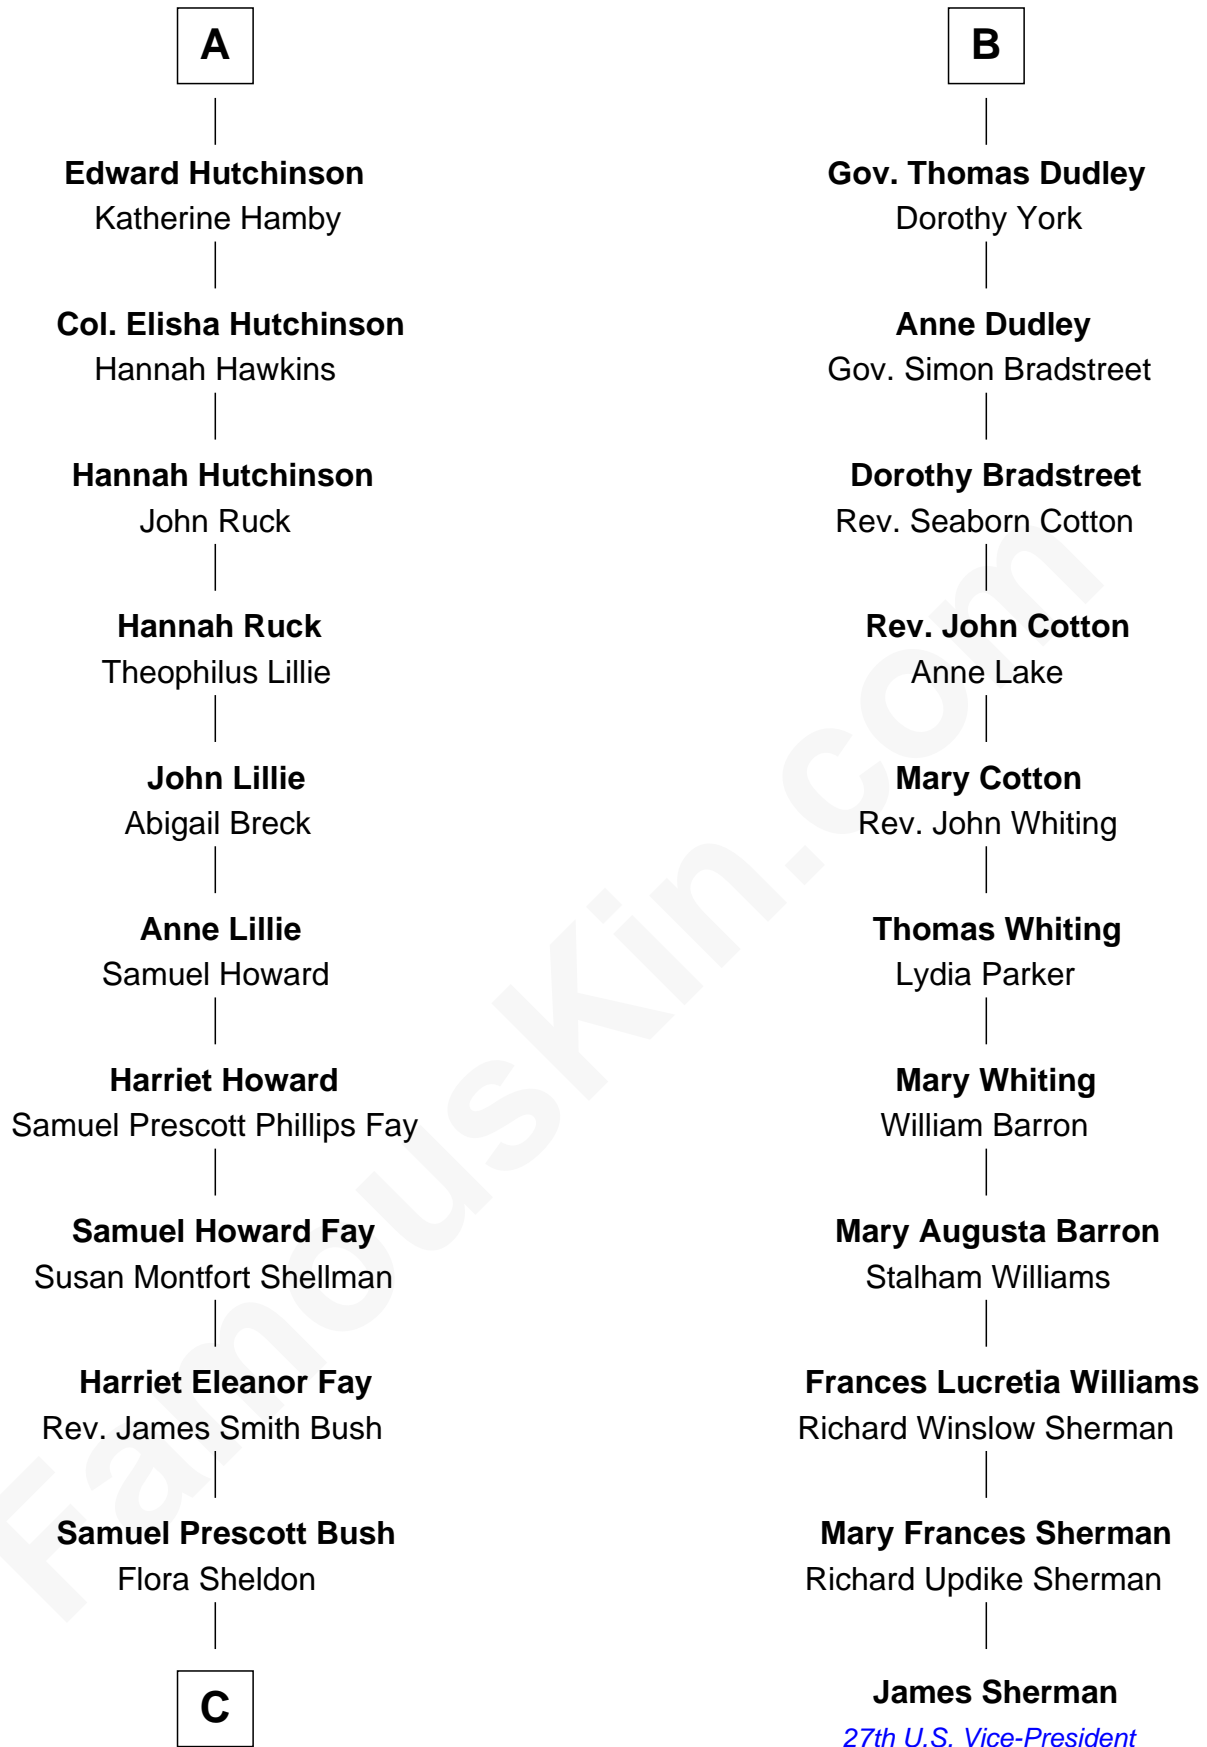 A
Edward Hutchinson
Katherine Hamby
Col. Elisha Hutchinson
Hannah Hawkins
Hannah Hutchinson
John Ruck
Hannah Ruck
Theophilus Lillie
John Lillie
Abigail Breck
Anne Lillie
Samuel Howard
Harriet Howard
Samuel Prescott Phillips Fay
Samuel Howard Fay
Susan Montfort Shellman
Harriet Eleanor Fay
Rev. James Smith Bush
Samuel Prescott Bush
Flora Sheldon
C
B
Gov. Thomas Dudley
Dorothy York
Anne Dudley
Gov. Simon Bradstreet
Dorothy Bradstreet
Rev. Seaborn Cotton
Rev. John Cotton
Anne Lake
Mary Cotton
Rev. John Whiting
Thomas Whiting
Lydia Parker
Mary Whiting
William Barron
Mary Augusta Barron
Stalham Williams
Frances Lucretia Williams
Richard Winslow Sherman
Mary Frances Sherman
Richard Updike Sherman
James Sherman
27th U.S. Vice-President
FamousKin.com